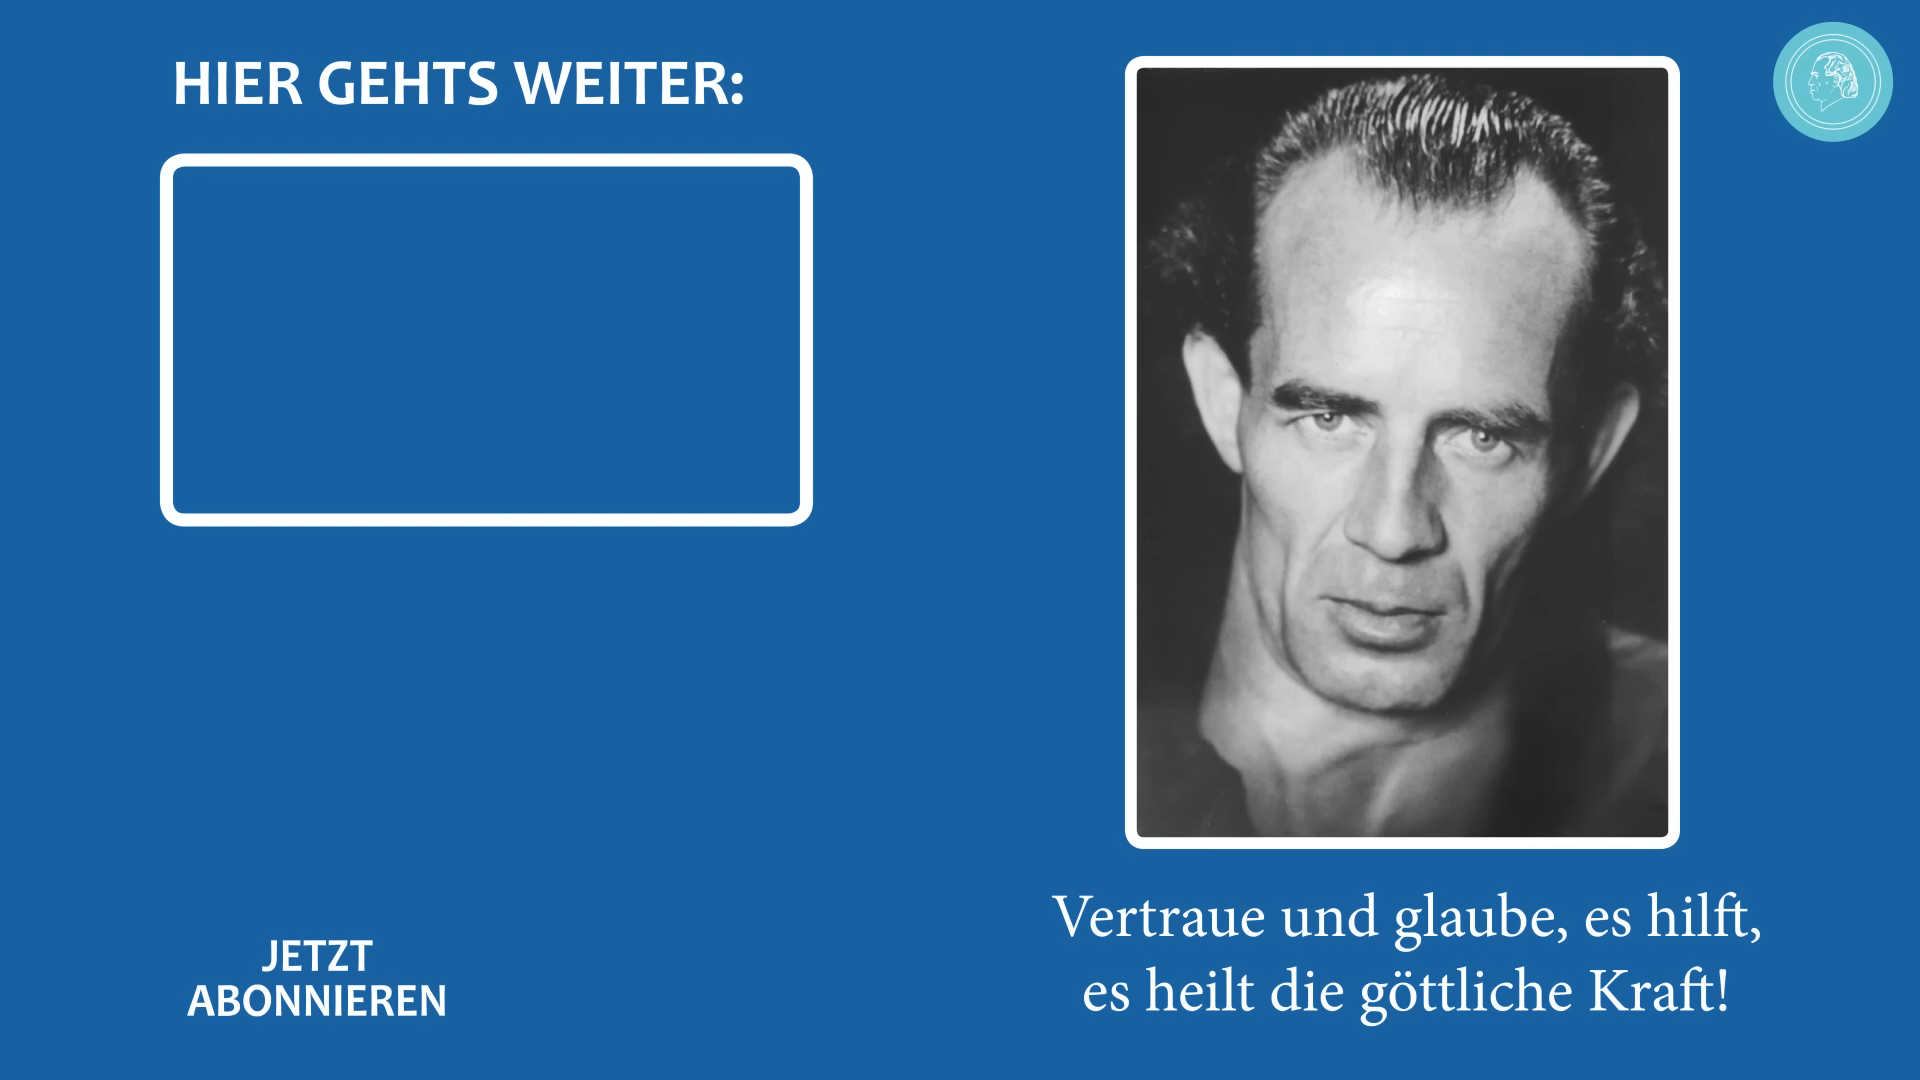 HIER GEHTS WEITER:
JETZT
ABONNIEREN
Vertraue und glaube, es hilft,
es heilt die göttliche Kraft!